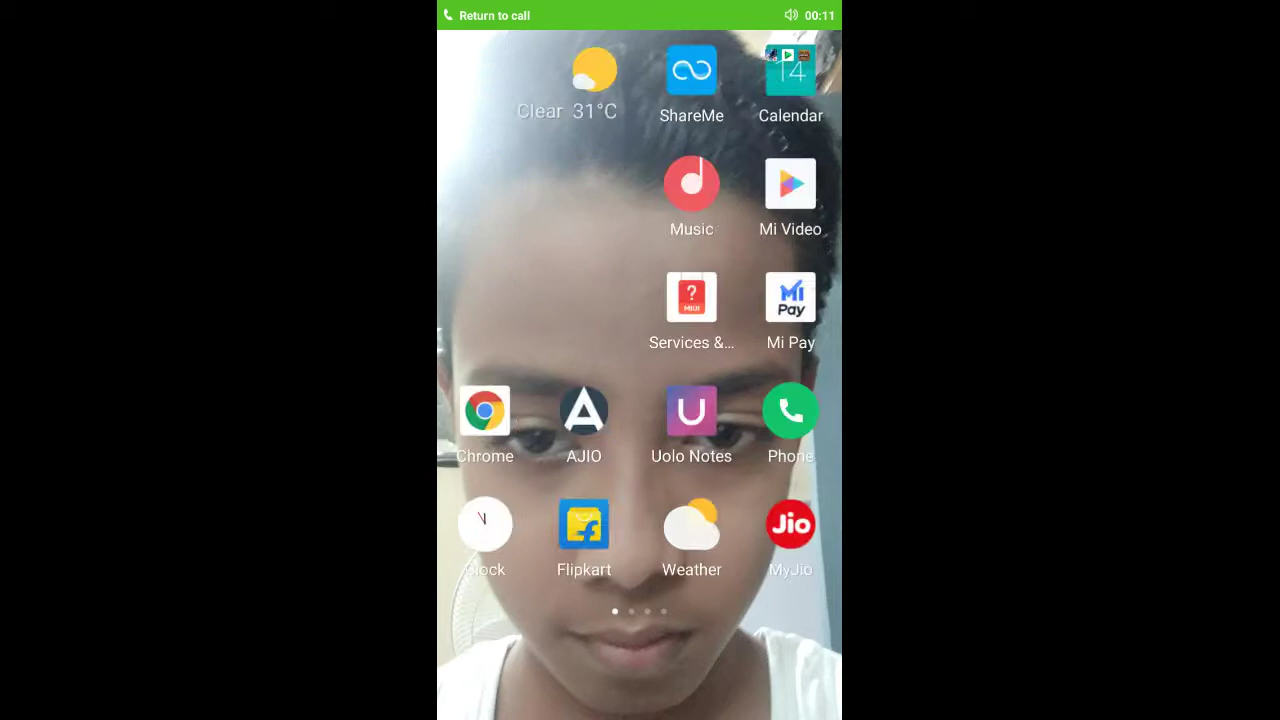 Return to call 00:11
Clear 31°C
14
ShareMe Calendar
Music Mi Video
?
MIUI
Mi
Pay
Services &... Mi Pay
A U
Chrome AJIO Uolo Notes Phone
f Jio
Clock Flipkart Weather MyJio